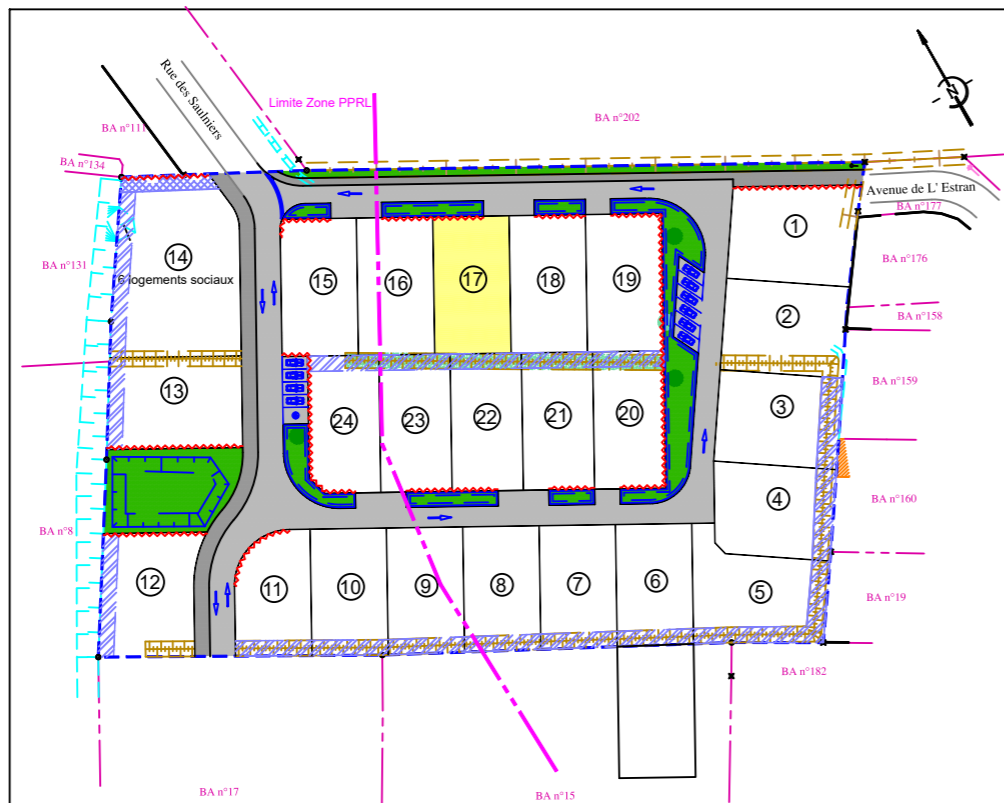 Rue des Saulniers
Limite Zone PPRL
N
BA n°111
BA n°202
BA n°134
Avenue de L' Estran
BA n°177
1
14
6 logements sociaux
BA n°131
15
16
17
18
19
BA n°176
2
BA n°158
13
BA n°159
3
24
23
22
21
20
4
BA n°160
BA n°8
12
11
10
9
8
7
6
5
BA n°19
BA n°182
BA n°17
BA n°15